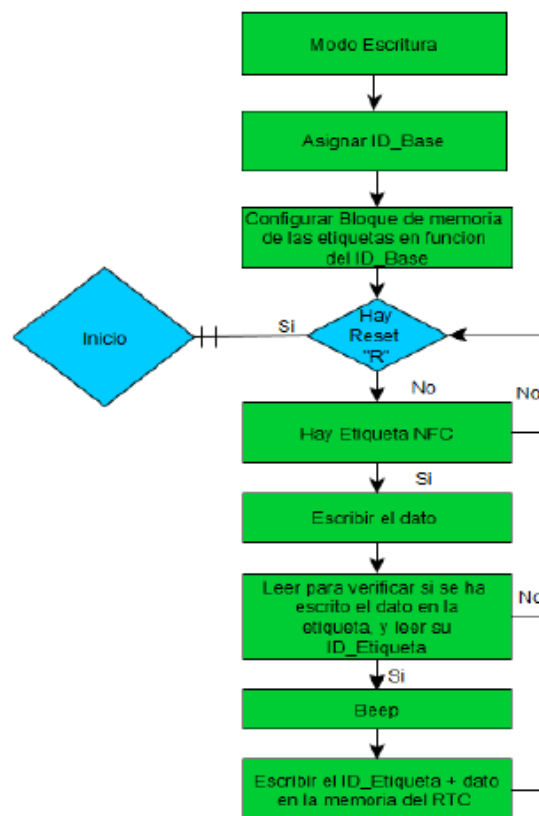 Modo Escritura
Asignar ID_Base
Configurar Bloque de memoria
de las etiquetas en funcion
del ID_Base
Inicio
Si
Hay
Reset
"R"
No
No
Hay Etiqueta NFC
Si
Escribir el dato
Leer para verificar si se ha
escrito el dato en la
etiqueta, y leer su
ID_Etiqueta
No
Si
Beep
Escribir el ID_Etiqueta + dato
en la memoria del RTC